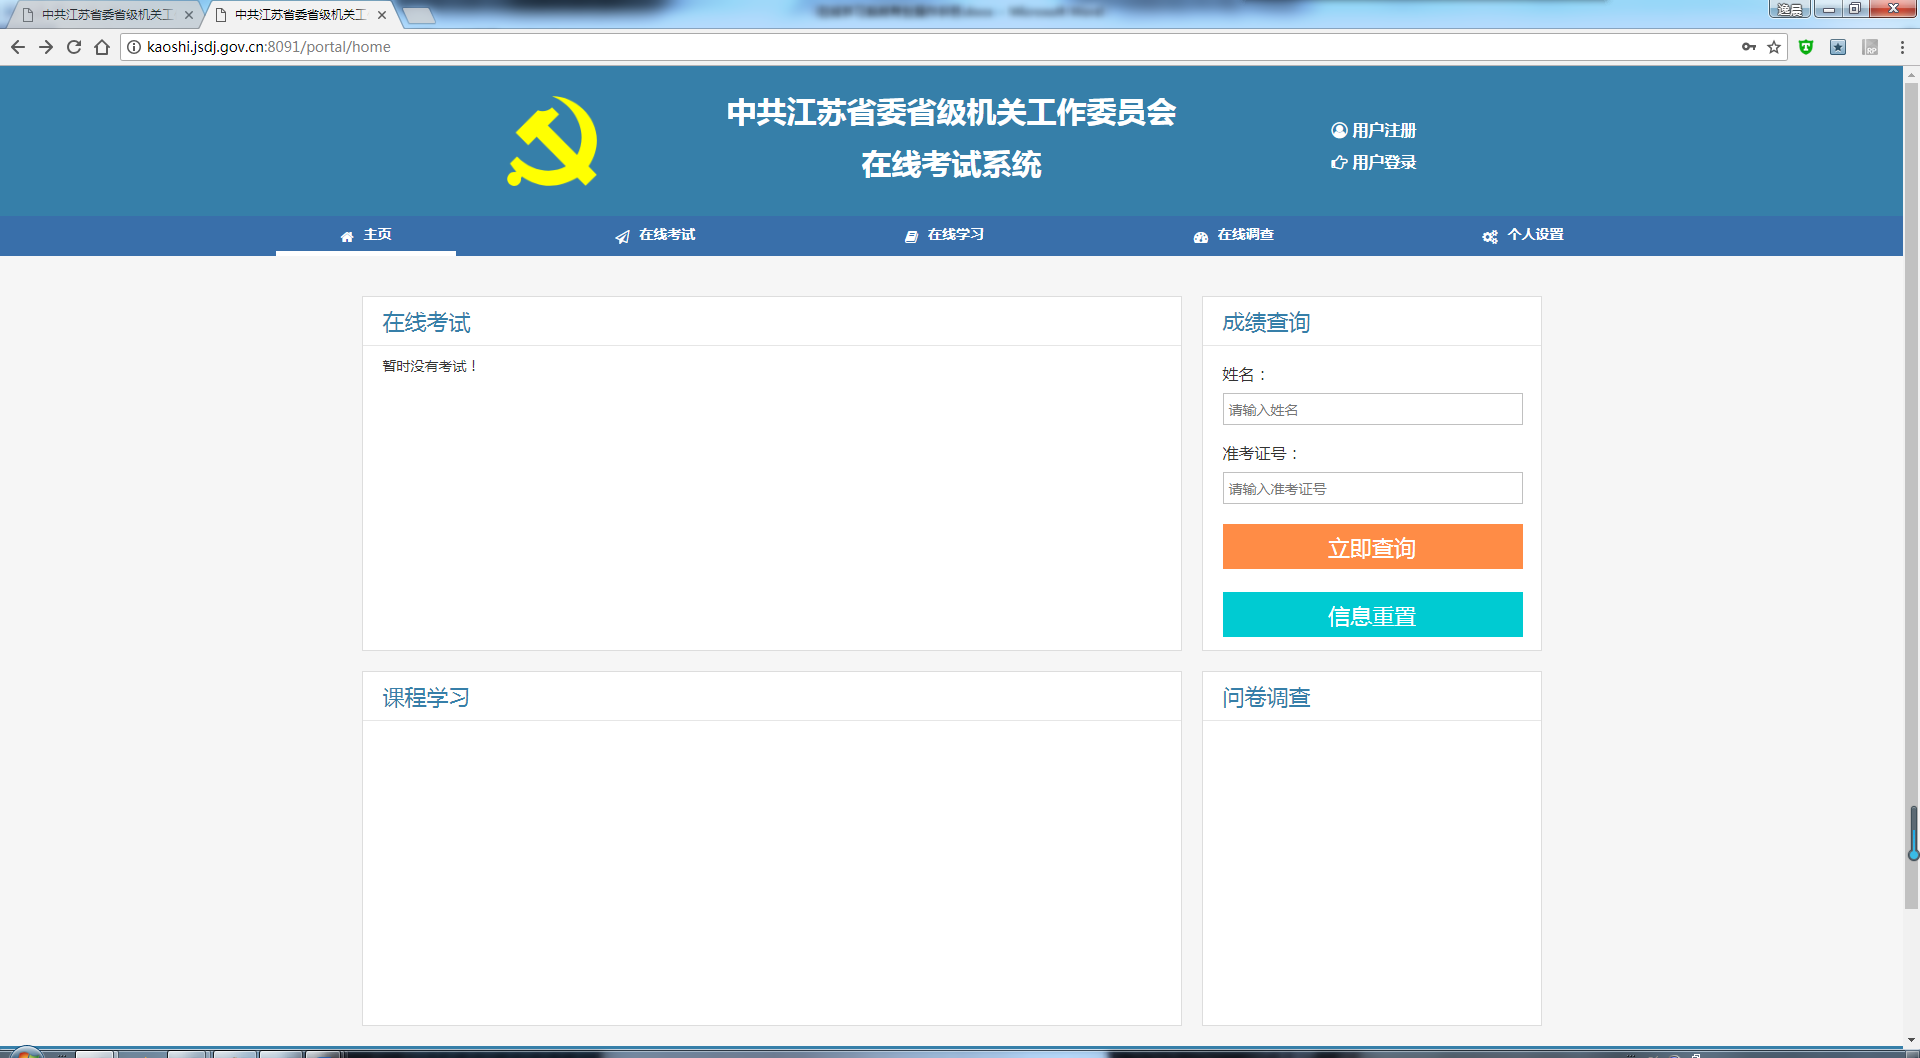 中共江苏省委省级机关工
中共江苏省委省级机关工
逸晨
kaoshi.jsdj.gov.cn:8091/portal/home
中共江苏省委省级机关工作委员会
在线考试系统
用户注册
用户登录
主页
在线考试
在线学习
在线调查
个人设置
在线考试
暂时没有考试！
成绩查询
姓名：
请输入姓名
准考证号：
请输入准考证号
立即查询
信息重置
课程学习
问卷调查